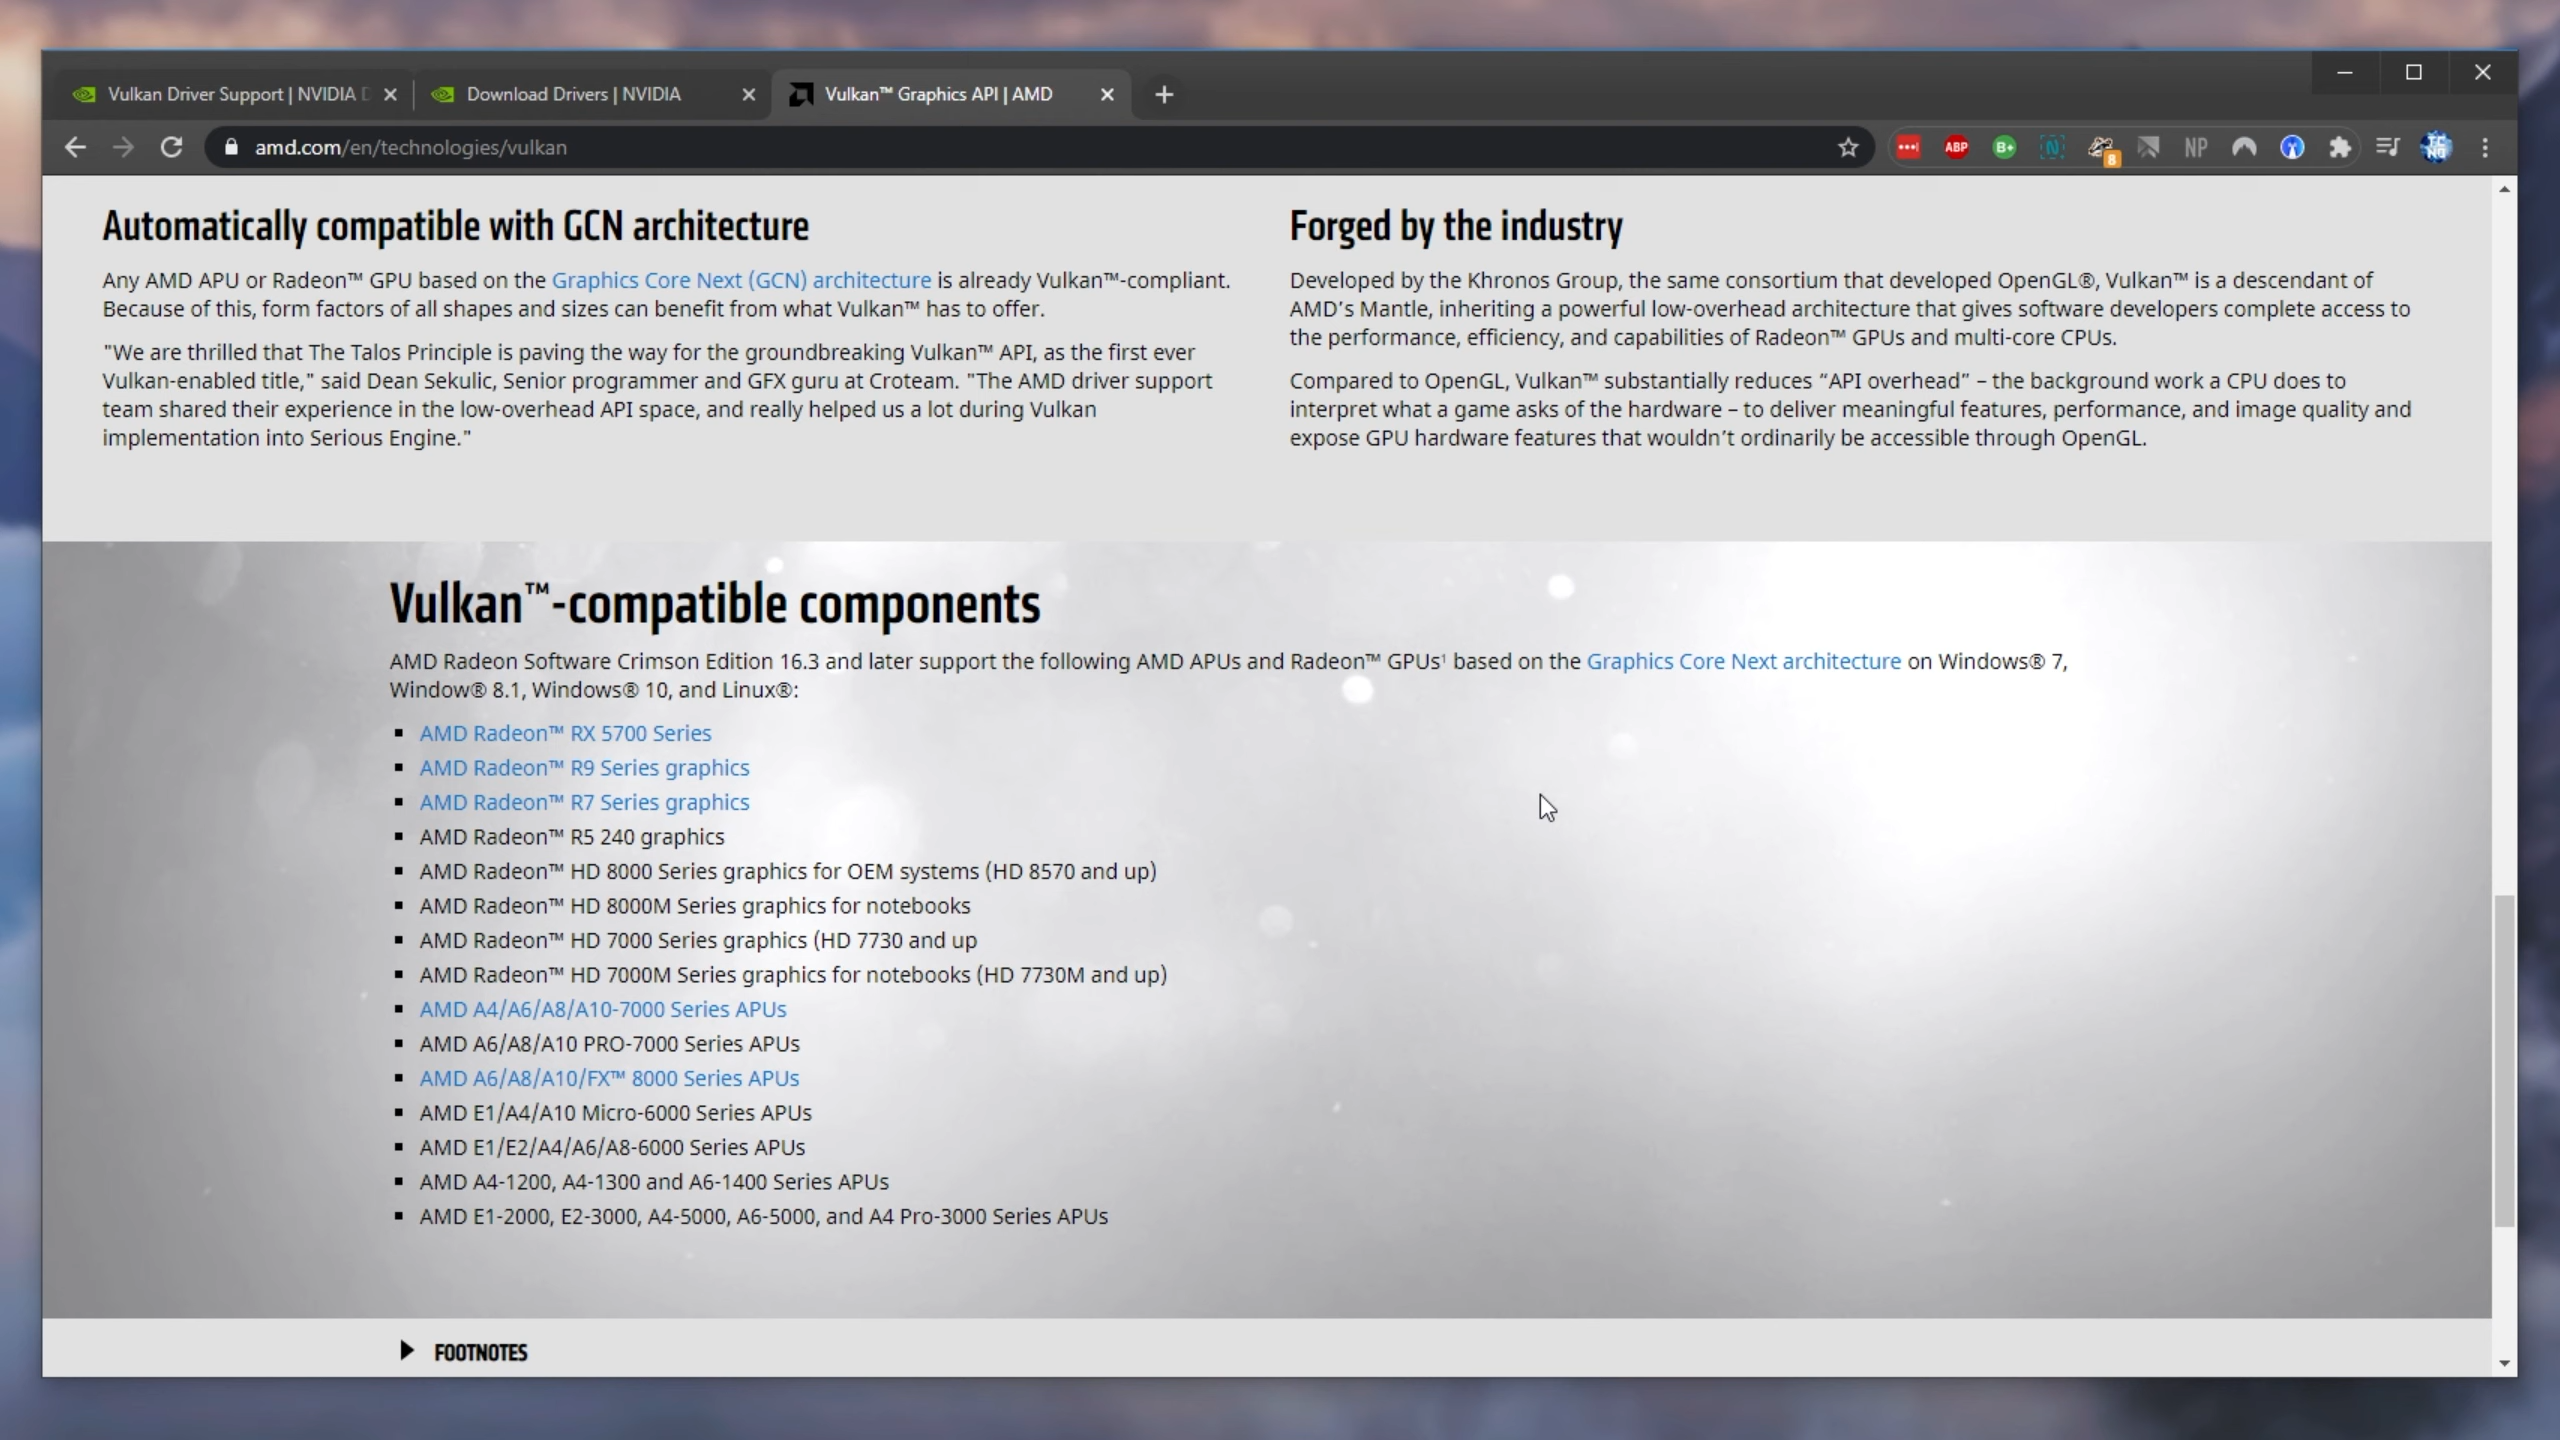 Vulkan Driver Support | NVIDIA D
Download Drivers | NVIDIA
Vulkan™ Graphics API | AMD
amd.com/en/technologies/vulkan
ABP
B+
N
8
NP
Automatically compatible with GCN architecture
Any AMD APU or Radeon™ GPU based on the Graphics Core Next (GCN) architecture is already Vulkan™-compliant.
Because of this, form factors of all shapes and sizes can benefit from what Vulkan™ has to offer.
"We are thrilled that The Talos Principle is paving the way for the groundbreaking Vulkan™ API, as the first ever
Vulkan-enabled title," said Dean Sekulic, Senior programmer and GFX guru at Croteam. "The AMD driver support
team shared their experience in the low-overhead API space, and really helped us a lot during Vulkan
implementation into Serious Engine."
Forged by the industry
Developed by the Khronos Group, the same consortium that developed OpenGL®, Vulkan™ is a descendant of
AMD's Mantle, inheriting a powerful low-overhead architecture that gives software developers complete access to
the performance, efficiency, and capabilities of Radeon™ GPUs and multi-core CPUs.
Compared to OpenGL, Vulkan™ substantially reduces “API overhead” – the background work a CPU does to
interpret what a game asks of the hardware – to deliver meaningful features, performance, and image quality and
expose GPU hardware features that wouldn't ordinarily be accessible through OpenGL.
Vulkan™-compatible components
AMD Radeon Software Crimson Edition 16.3 and later support the following AMD APUs and Radeon™ GPUs¹ based on the Graphics Core Next architecture on Windows® 7,
Window® 8.1, Windows® 10, and Linux®:
▪ AMD Radeon™ RX 5700 Series
▪ AMD Radeon™ R9 Series graphics
▪ AMD Radeon™ R7 Series graphics
▪ AMD Radeon™ R5 240 graphics
▪ AMD Radeon™ HD 8000 Series graphics for OEM systems (HD 8570 and up)
▪ AMD Radeon™ HD 8000M Series graphics for notebooks
▪ AMD Radeon™ HD 7000 Series graphics (HD 7730 and up
▪ AMD Radeon™ HD 7000M Series graphics for notebooks (HD 7730M and up)
▪ AMD A4/A6/A8/A10-7000 Series APUs
▪ AMD A6/A8/A10 PRO-7000 Series APUs
▪ AMD A6/A8/A10/FX™ 8000 Series APUs
▪ AMD E1/A4/A10 Micro-6000 Series APUs
▪ AMD E1/E2/A4/A6/A8-6000 Series APUs
▪ AMD A4-1200, A4-1300 and A6-1400 Series APUs
▪ AMD E1-2000, E2-3000, A4-5000, A6-5000, and A4 Pro-3000 Series APUs
FOOTNOTES